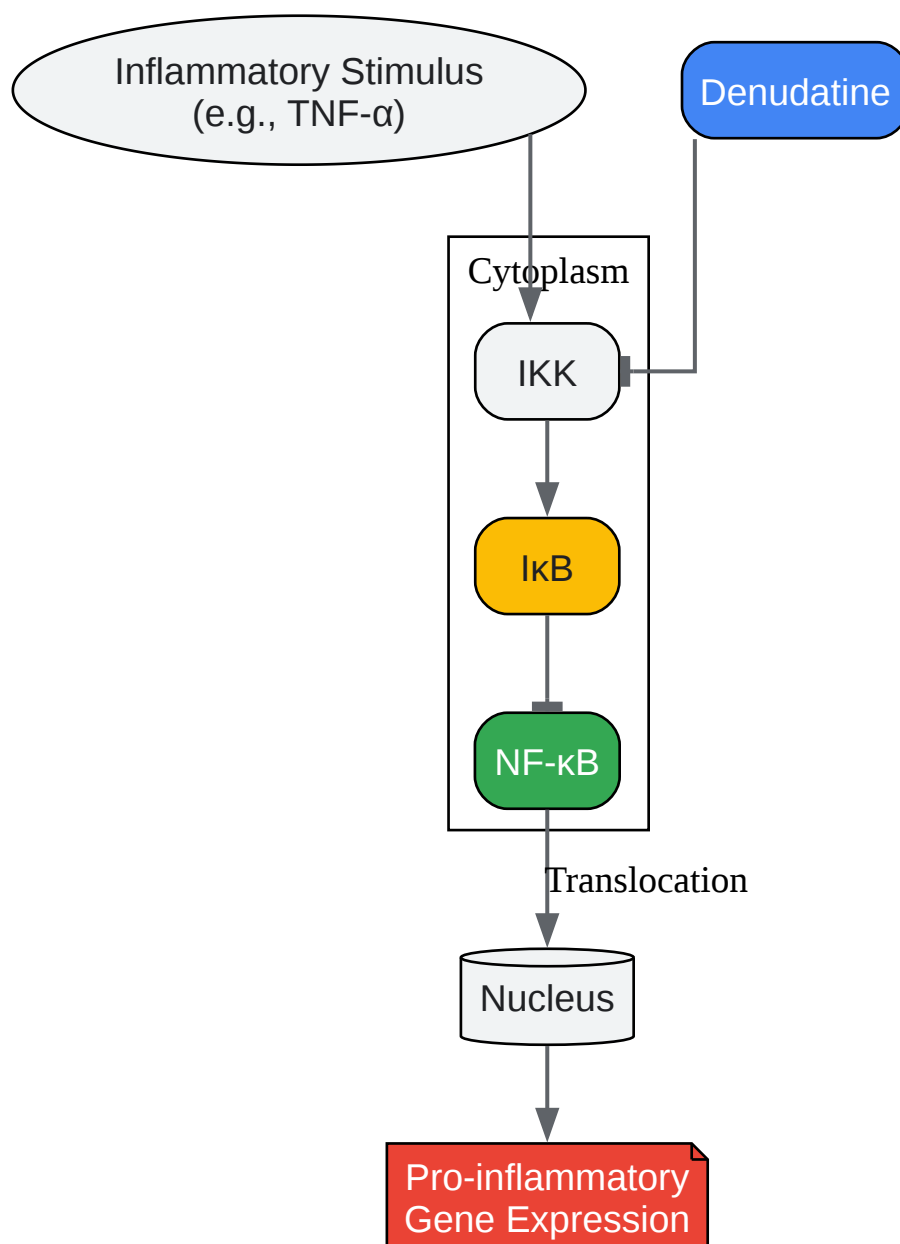 Inflammatory Stimulus
(e.g., TNF-α)
Denudatine
Cytoplasm
IKK
IκB
NF-κB
Translocation
Nucleus
Pro-inflammatory
Gene Expression